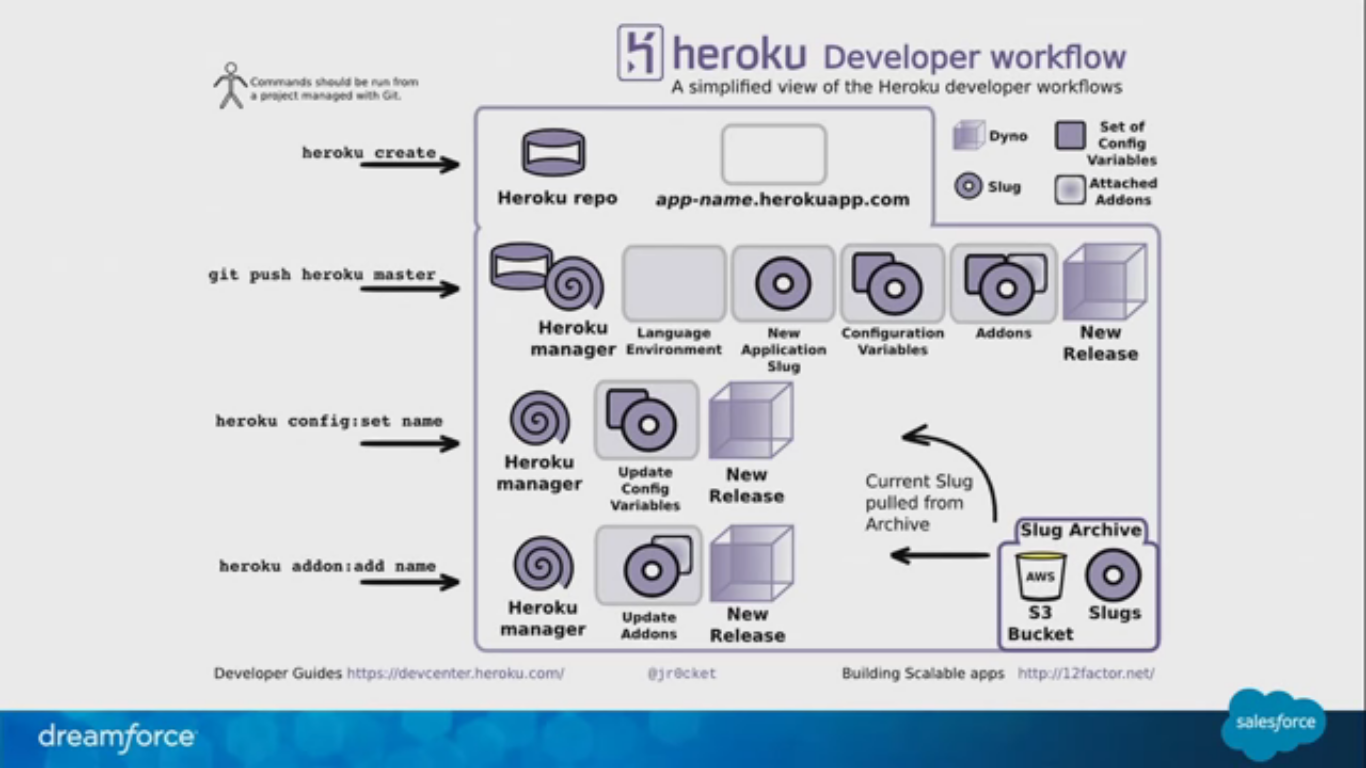 heroku Developer workflow
A simplified view of the Heroku developer workflows
Commands should be run from
a project managed with Git.
heroku create
Heroku repo
app-name.herokuapp.com
Dyno
Set of
Config
Variables
Slug
Attached
Addons
git push heroku master
Heroku
manager
Language
Environment
New
Application
Slug
Configuration
Variables
Addons
New
Release
heroku config:set name
Heroku
manager
Update
Config
Variables
New
Release
Current Slug
pulled from
Archive
heroku addon:add name
Heroku
manager
Update
Addons
New
Release
Slug Archive
AWS
S3
Bucket
Slugs
Developer Guides https://devcenter.heroku.com/
@jr0cket
Building Scalable apps http://12factor.net/
dreamforce
salesforce